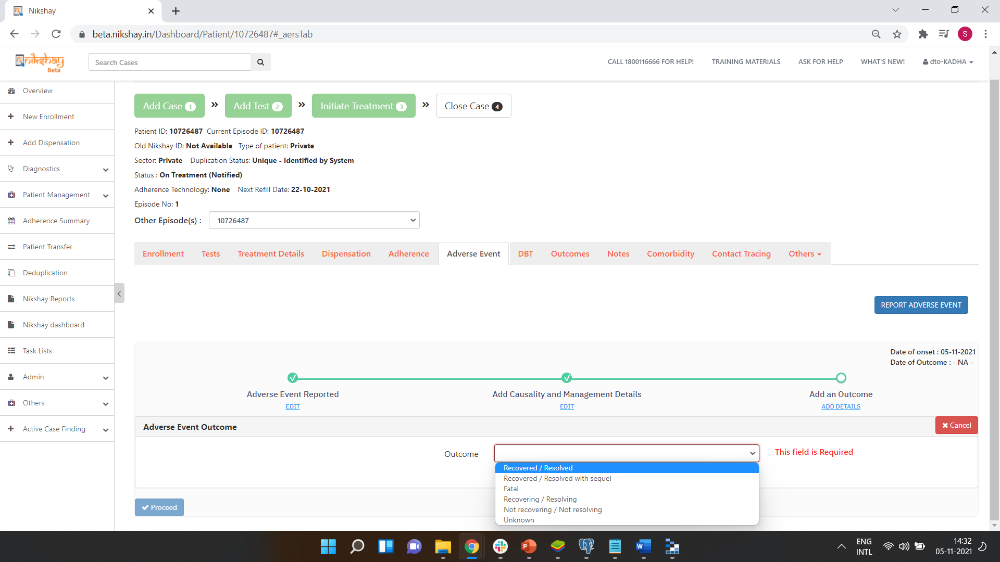 Nikshay
beta.nikshay.in/Dashboard/Patient/10726487#_aersTab
S
nikshay
Beta
Search Cases
CALL 1800116666 FOR HELP!
TRAINING MATERIALS
ASK FOR HELP
WHAT'S NEW!
dto-KADHA
Overview
New Enrollment
Add Dispensation
Diagnostics
Patient Management
Adherence Summary
Patient Transfer
Deduplication
Nikshay Reports
Nikshay dashboard
Task Lists
Admin
Others
Active Case Finding
Add Case 1 » Add Test 2 » Initiate Treatment 3 » Close Case 4
Patient ID: 10726487 Current Episode ID: 10726487
Old Nikshay ID: Not Available Type of patient: Private
Sector: Private Duplication Status: Unique - Identified by System
Status : On Treatment (Notified)
Adherence Technology: None Next Refill Date: 22-10-2021
Episode No: 1
Other Episode(s) : 10726487
Enrollment Tests Treatment Details Dispensation Adherence Adverse Event DBT Outcomes Notes Comorbidity Contact Tracing Others
REPORT ADVERSE EVENT
Date of onset : 05-11-2021
Date of Outcome : - NA -
Adverse Event Reported Add Causality and Management Details Add an Outcome
EDIT EDIT ADD DETAILS
Adverse Event Outcome
Cancel
Outcome
This field is Required
Recovered / Resolved
Recovered / Resolved with sequel
Fatal
Recovering / Resolving
Not recovering / Not resolving
Unknown
Proceed
P
W
ENG
INTL
14:32
05-11-2021